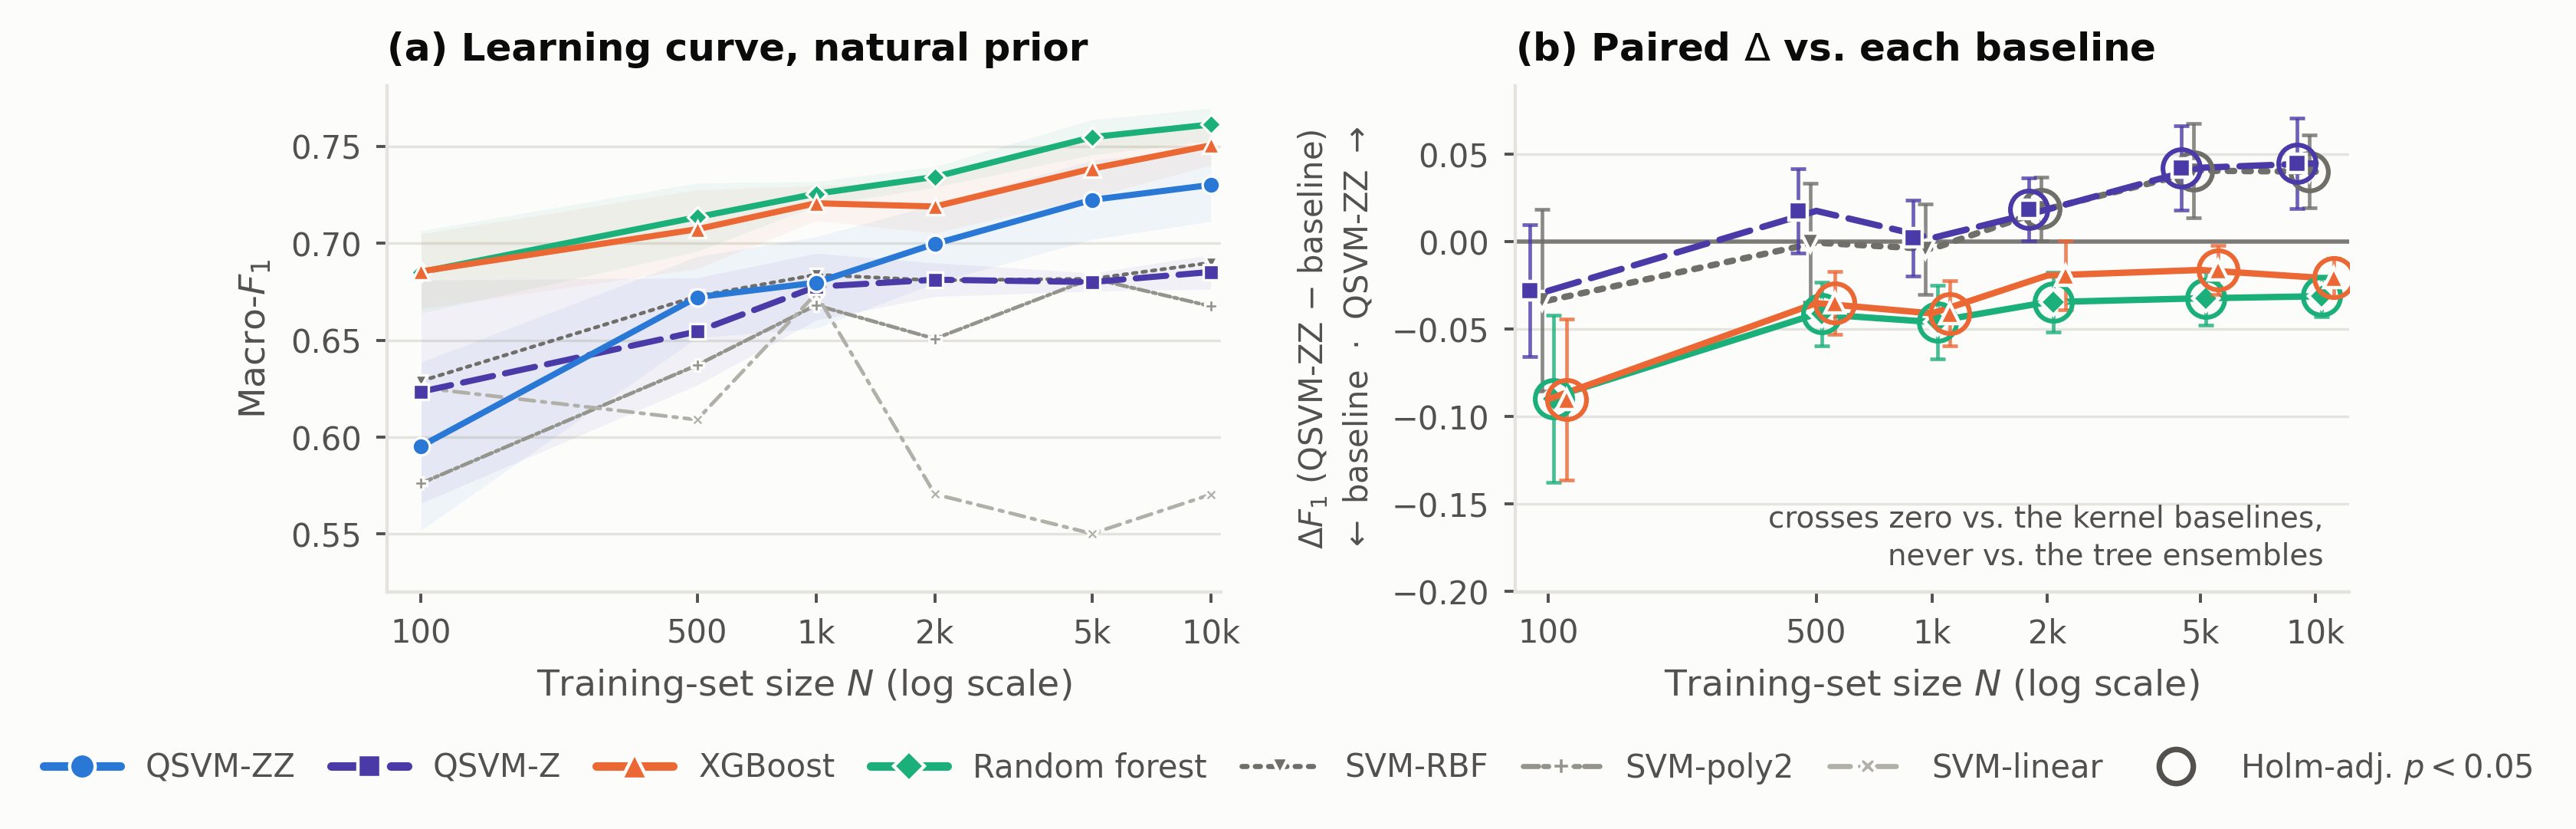 (a) Learning curve, natural prior
Macro-F₁
0.75
0.70
0.65
0.60
0.55
100 500 1k 2k 5k 10k
Training-set size N (log scale)
(b) Paired Δ vs. each baseline
ΔF₁ (QSVM-ZZ − baseline)
← baseline · QSVM-ZZ →
0.05
0.00
−0.05
−0.10
−0.15
−0.20
crosses zero vs. the kernel baselines,
never vs. the tree ensembles
100 500 1k 2k 5k 10k
Training-set size N (log scale)
QSVM-ZZ QSVM-Z XGBoost Random forest SVM-RBF SVM-poly2 SVM-linear Holm-adj. p < 0.05